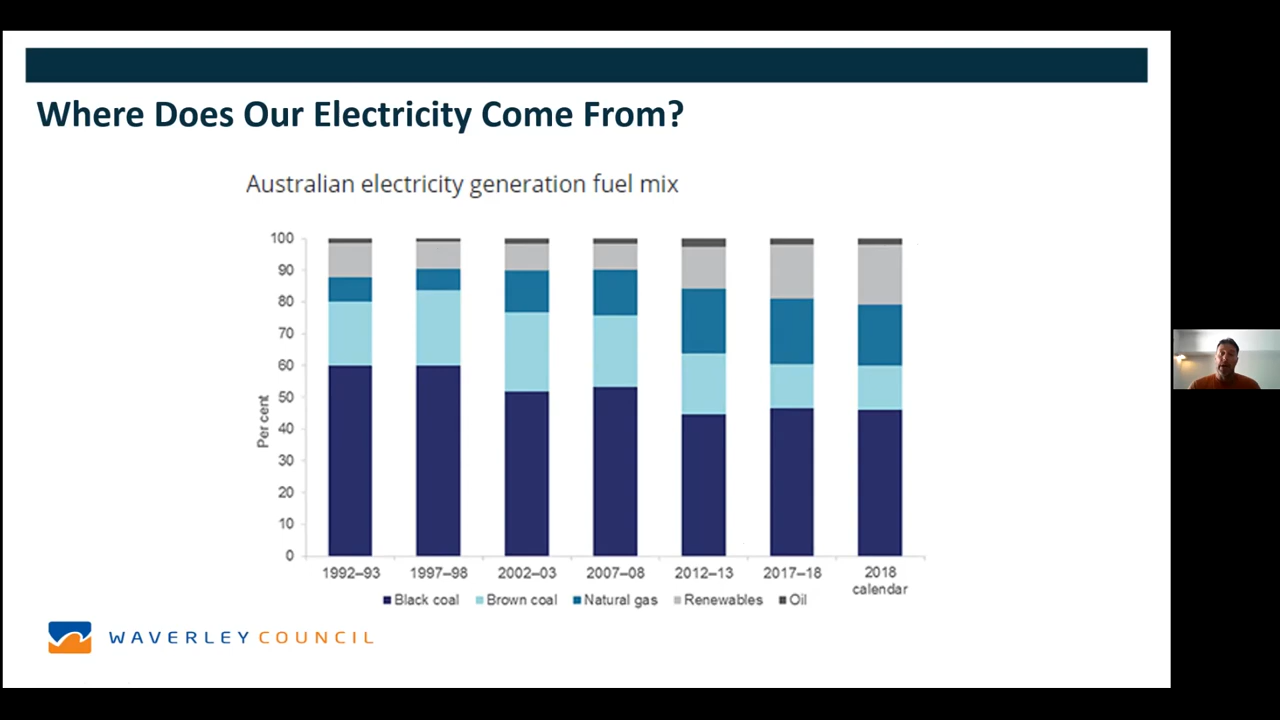 Where Does Our Electricity Come From?
Australian electricity generation fuel mix
100
90
80
70
60
50
40
30
20
10
0
Per cent
1992–93 1997–98 2002–03 2007–08 2012–13 2017–18 2018 calendar
Black coal Brown coal Natural gas Renewables Oil
WAVERLEY COUNCIL